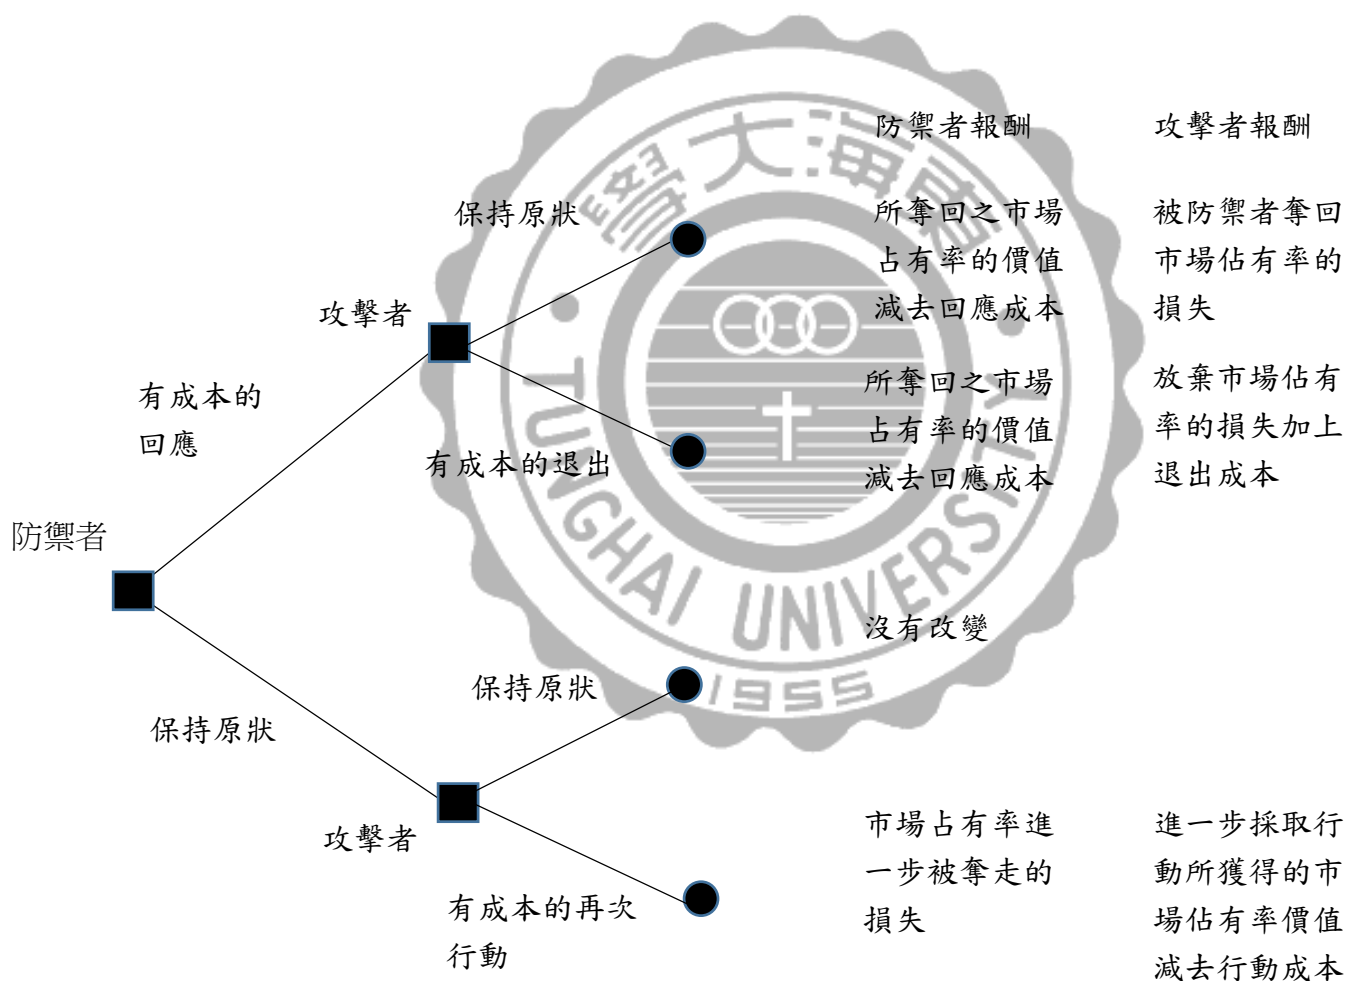 防禦者報酬
攻擊者報酬
保持原狀
所奪回之市場
占有率的價值
減去回應成本
被防禦者奪回
市場佔有率的
損失
攻擊者
有成本的
回應
有成本的退出
所奪回之市場
占有率的價值
減去回應成本
放棄市場佔有
率的損失加上
退出成本
防禦者
沒有改變
保持原狀
保持原狀
攻擊者
有成本的再次
行動
市場占有率進
一步被奪走的
損失
進一步採取行
動所獲得的市
場佔有率價值
減去行動成本
學大海東
TUNGHAI UNIVERSITY
1955